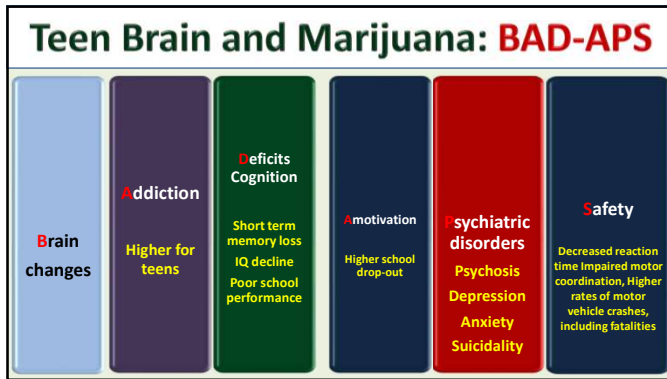 Teen Brain and Marijuana: BAD-APS
Brain
changes
Addiction
Higher for
teens
Deficits
Cognition
Short term
memory loss
IQ decline
Poor school
performance
Amotivation
Higher school
drop-out
Psychiatric
disorders
Psychosis
Depression
Anxiety
Suicidality
Safety
Decreased reaction
time Impaired motor
coordination, Higher
rates of motor
vehicle crashes,
including fatalities